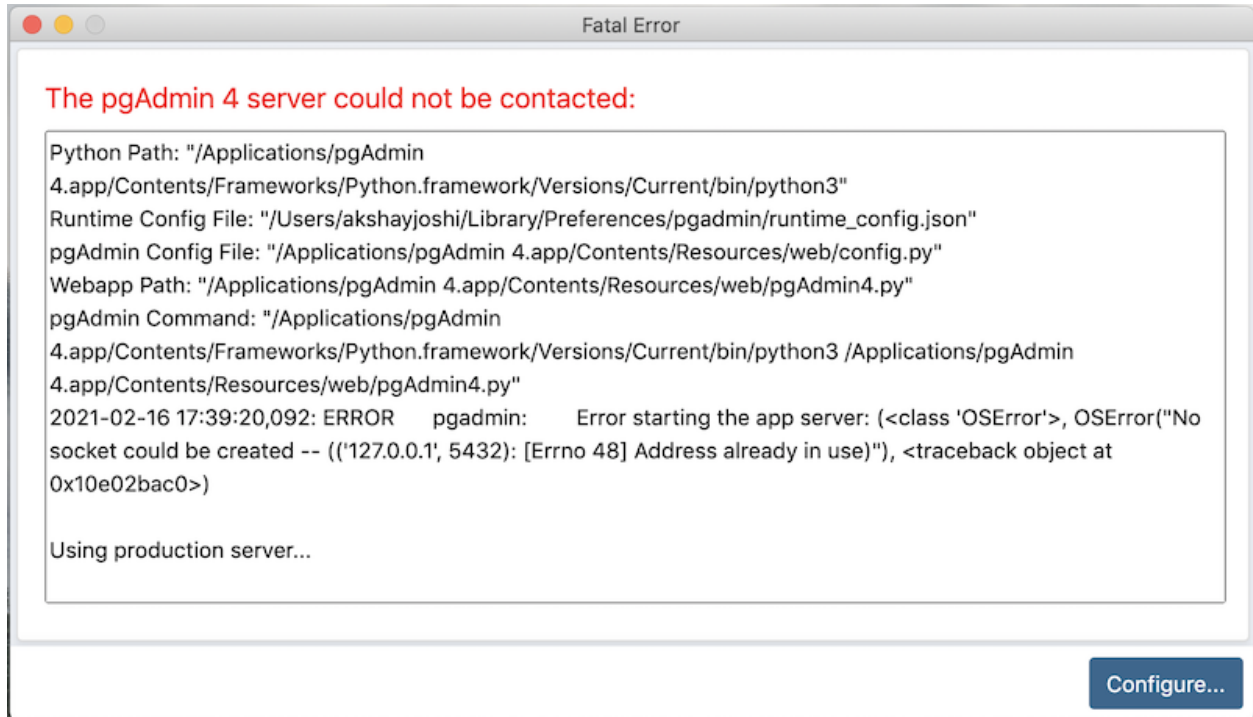 Fatal Error
The pgAdmin 4 server could not be contacted:
Python Path: "/Applications/pgAdmin
4.app/Contents/Frameworks/Python.framework/Versions/Current/bin/python3"
Runtime Config File: "/Users/akshayjoshi/Library/Preferences/pgadmin/runtime_config.json"
pgAdmin Config File: "/Applications/pgAdmin 4.app/Contents/Resources/web/config.py"
Webapp Path: "/Applications/pgAdmin 4.app/Contents/Resources/web/pgAdmin4.py"
pgAdmin Command: "/Applications/pgAdmin
4.app/Contents/Frameworks/Python.framework/Versions/Current/bin/python3 /Applications/pgAdmin
4.app/Contents/Resources/web/pgAdmin4.py"
2021-02-16 17:39:20,092: ERROR pgadmin: Error starting the app server: (<class 'OSError'>, OSError("No
socket could be created -- (('127.0.0.1', 5432): [Errno 48] Address already in use)"), <traceback object at
0x10e02bac0>)
Using production server...
Configure...